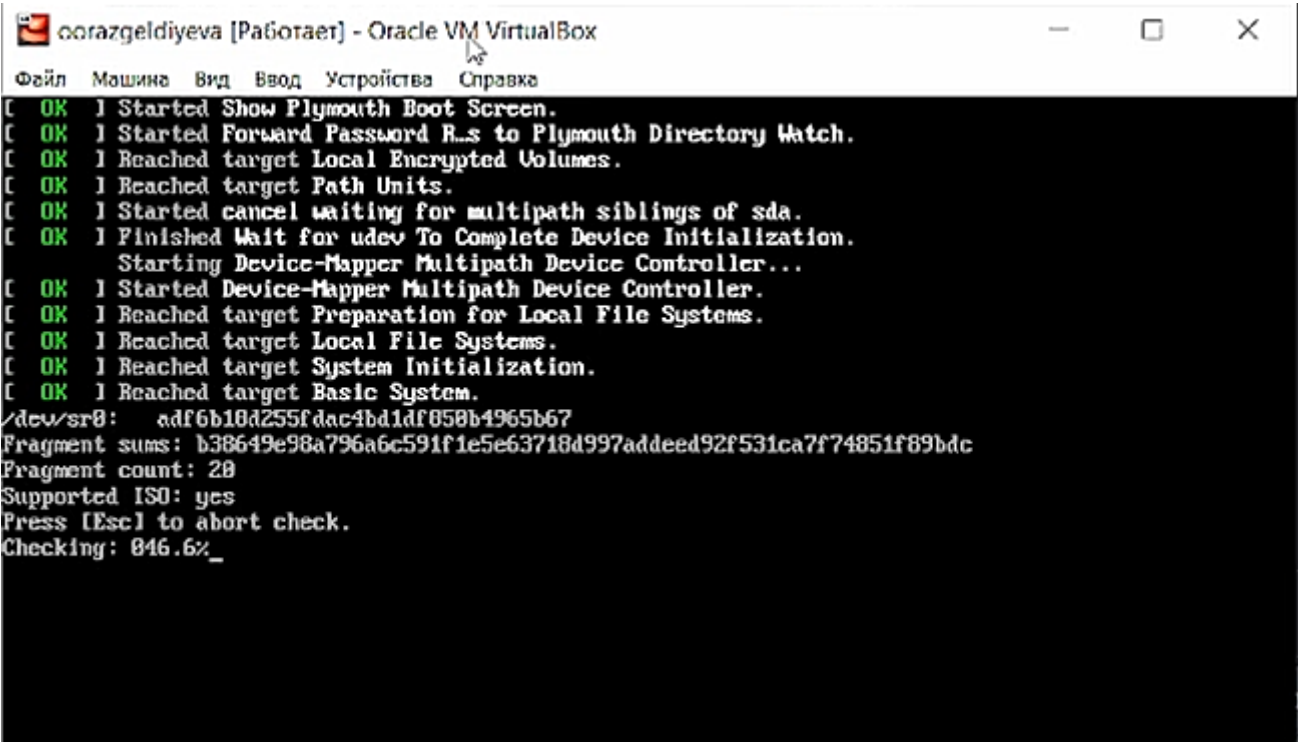 oorazgeldiyeva [Работает] - Oracle VM VirtualBox
Файл Машина Вид Ввод Устройства Справка
[  OK  ] Started Show Plymouth Boot Screen.
[  OK  ] Started Forward Password R…s to Plymouth Directory Watch.
[  OK  ] Reached target Local Encrypted Volumes.
[  OK  ] Reached target Path Units.
[  OK  ] Started cancel waiting for multipath siblings of sda.
[  OK  ] Finished Wait for udev To Complete Device Initialization.
Starting Device-Mapper Multipath Device Controller...
[  OK  ] Started Device-Mapper Multipath Device Controller.
[  OK  ] Reached target Preparation for Local File Systems.
[  OK  ] Reached target Local File Systems.
[  OK  ] Reached target System Initialization.
[  OK  ] Reached target Basic System.
/dev/sr0:   adf6b18d255fdac4bd1df850b4965b67
Fragment sums: b38649e98a796a6c591f1e5e63718d997addeed92f531ca7f74851f89bdc
Fragment count: 20
Supported ISO: yes
Press [Esc] to abort check.
Checking: 046.6%_